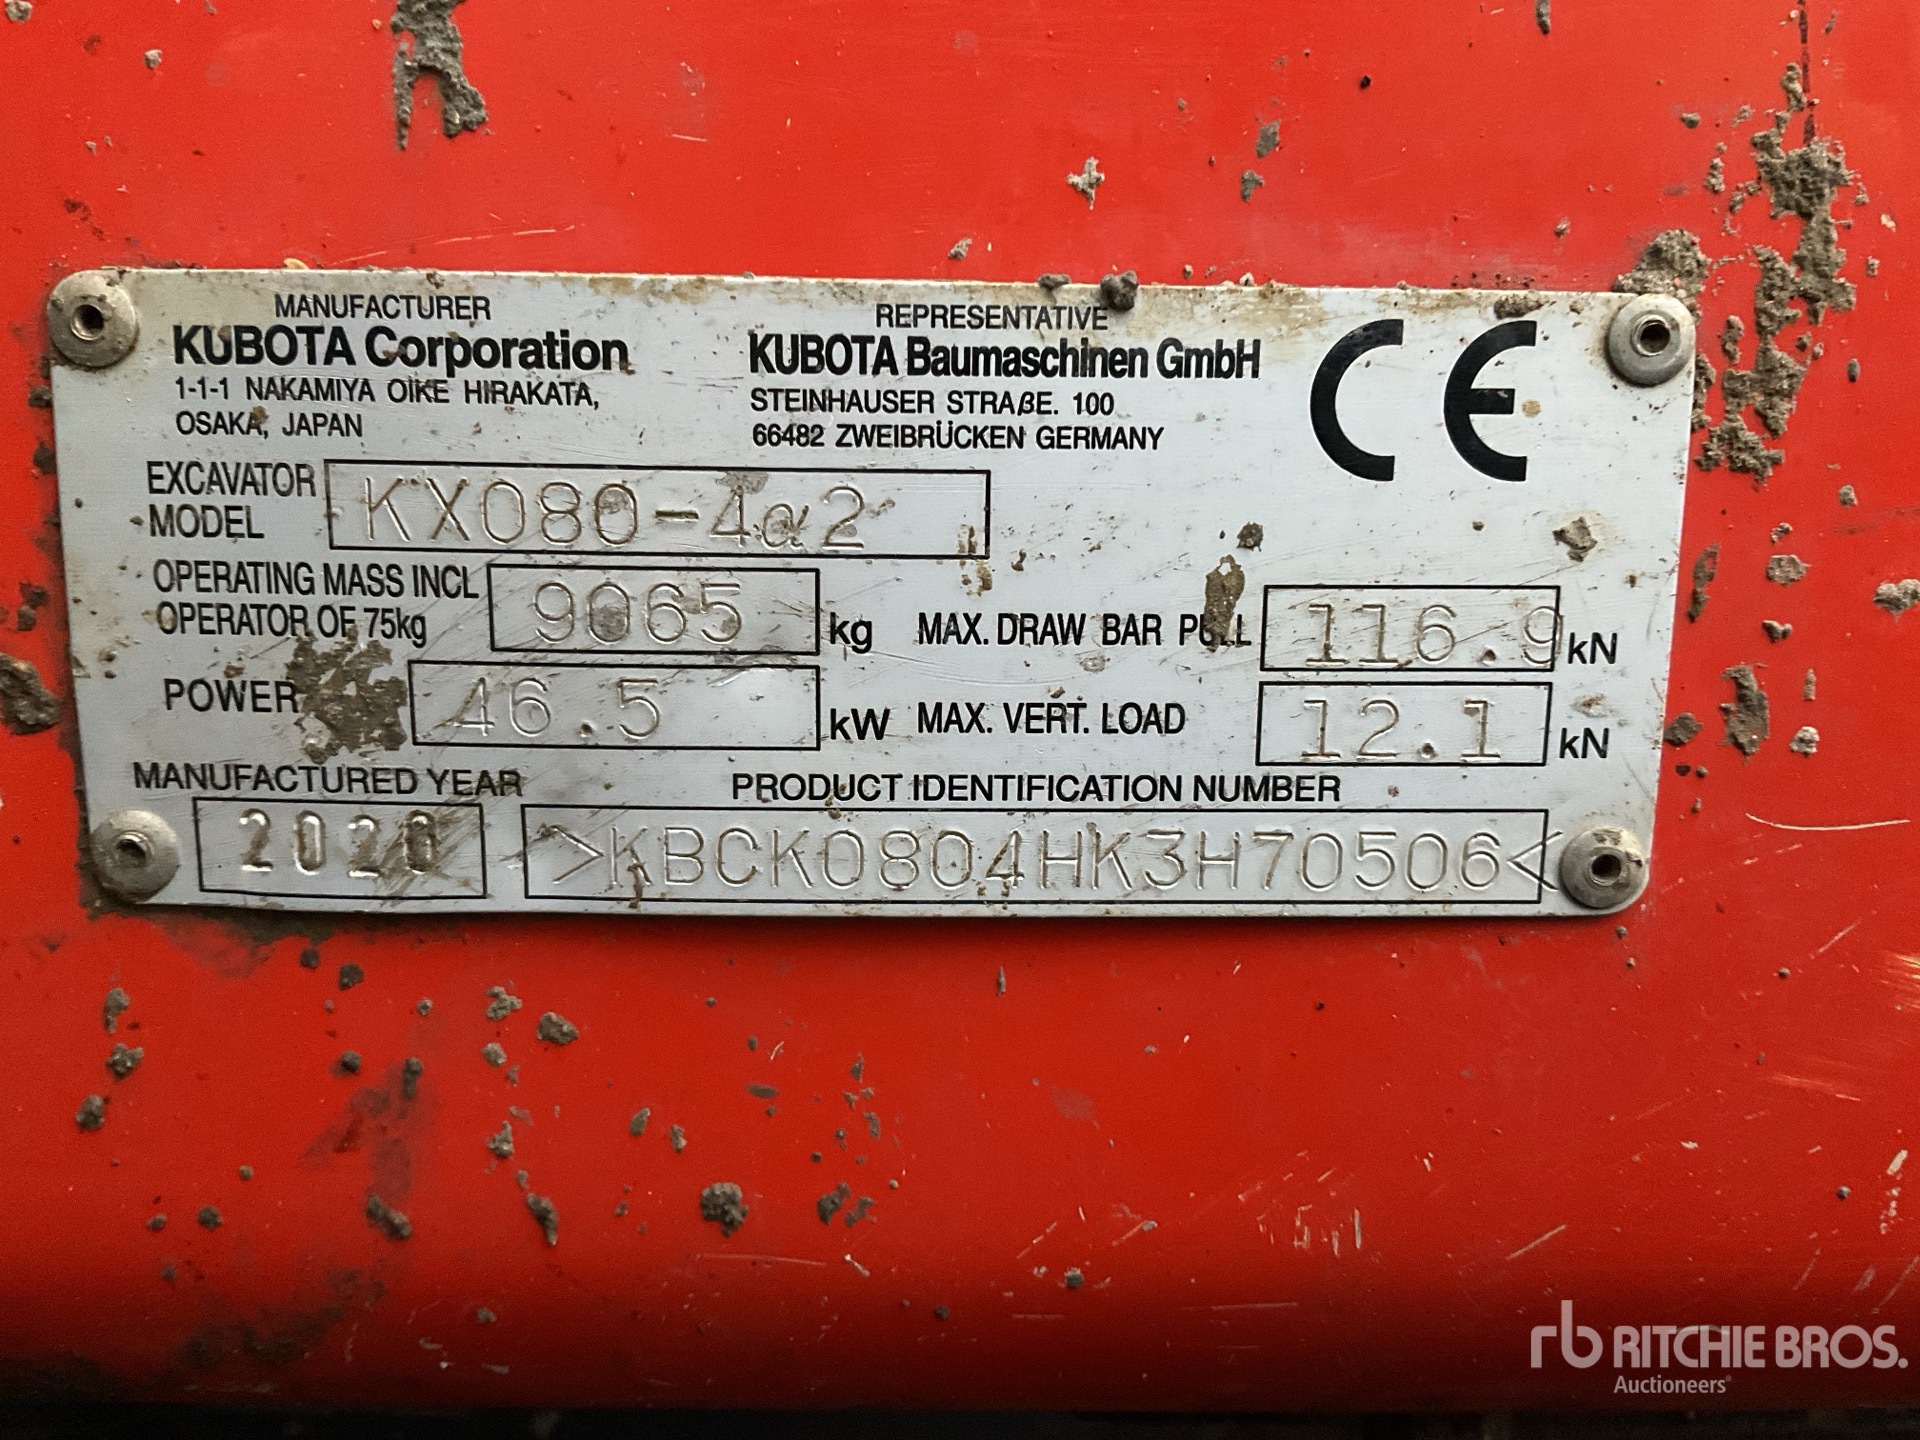 MANUFACTURER
KUBOTA Corporation
1-1-1 NAKAMIYA OIKE HIRAKATA,
OSAKA, JAPAN
REPRESENTATIVE
KUBOTA Baumaschinen GmbH
STEINHAUSER STRAßE. 100
66482 ZWEIBRÜCKEN GERMANY
CE
EXCAVATOR MODEL KX080-4α2
OPERATING MASS INCL
OPERATOR OF 75kg 9065 kg
MAX. DRAW BAR PULL 116.9 kN
POWER 46.5 kW
MAX. VERT. LOAD 12.1 kN
MANUFACTURED YEAR
2020
PRODUCT IDENTIFICATION NUMBER
>KBCK0804HK3H70506<
rb RITCHIE BROS.
Auctioneers®